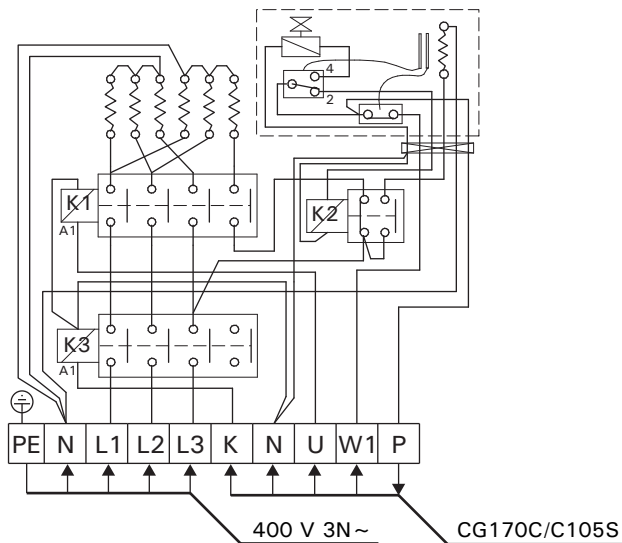 4
2
K1
A1
K2
K3
A1
PE N L1 L2 L3 K N U W1 P
400 V 3N~
CG170C/C105S